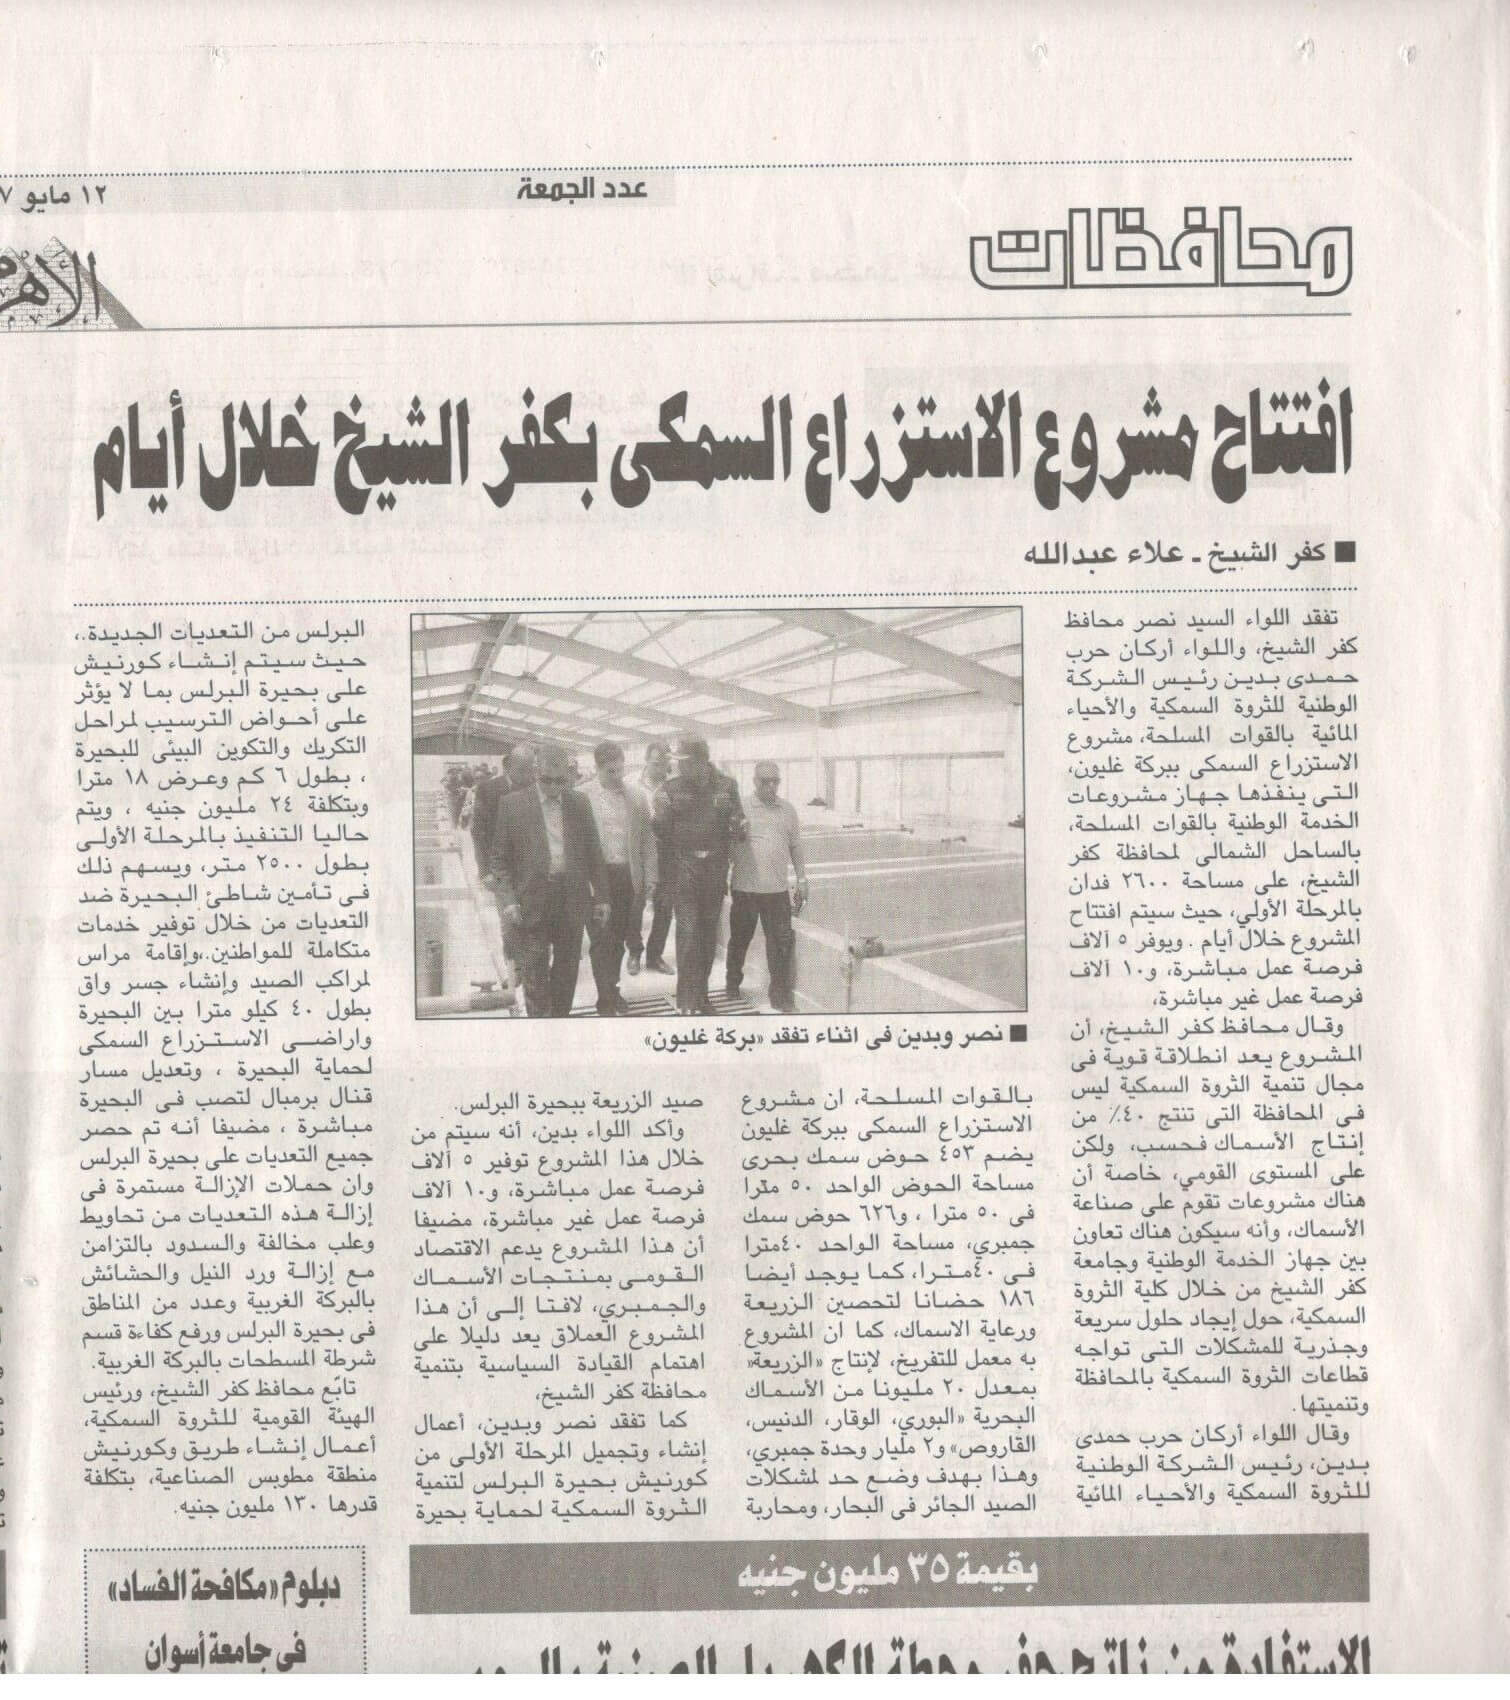 ١٢ مايو
عدد الجمعة
محافظات
الأهرام
افتتاح مشروع الاستزراع السمكى بكفر الشيخ خلال أيام
■ كفر الشيخ ـ علاء عبدالله
تفقد اللواء السيد نصر محافظ
كفر الشيخ، واللواء أركان حرب
حمدى بدين رئيس الشركة
الوطنية للثروة السمكية والأحياء
المائية بالقوات المسلحة، مشروع
الاستزراع السمكى ببركة غليون،
التى ينفذها جهاز مشروعات
الخدمة الوطنية بالقوات المسلحة،
بالساحل الشمالى لمحافظة كفر
الشيخ، على مساحة ٢٦٠٠ فدان
بالمرحلة الأولي، حيث سيتم افتتاح
المشروع خلال أيام . ويوفر ٥ آلاف
فرصة عمل مباشرة، و١٠ آلاف
فرصة عمل غير مباشرة،
وقال محافظ كفر الشيخ، أن
المشروع يعد انطلاقة قوية فى
مجال تنمية الثروة السمكية ليس
فى المحافظة التى تنتج ٤٠٪ من
إنتاج الأسماك فحسب، ولكن
على المستوى القومي، خاصة أن
هناك مشروعات تقوم على صناعة
الأسماك، وأنه سيكون هناك تعاون
بين جهاز الخدمة الوطنية وجامعة
كفر الشيخ من خلال كلية الثروة
السمكية، حول إيجاد حلول سريعة
وجذرية للمشكلات التى تواجه
قطاعات الثروة السمكية بالمحافظة
وتنميتها.
وقال اللواء أركان حرب حمدى
بدين، رئيس الشركة الوطنية
للثروة السمكية والأحياء المائية
■ نصر وبدين فى اثناء تفقد «بركة غليون»
بالقوات المسلحة، ان مشروع
الاستزراع السمكى ببركة غليون
يضم ٤٥٣ حوض سمك بحرى
مساحة الحوض الواحد ٥٠ مترا
فى ٥٠ مترا ، و٦٢٦ حوض سمك
جمبري، مساحة الواحد ٤٠مترا
فى ٤٠مترا، كما يوجد أيضا
١٨٦ حضانا لتحصين الزريعة
ورعاية الاسماك، كما ان المشروع
به معمل للتفريخ، لإنتاج «الزريعة«
بمعدل ٢٠ مليونا من الأسماك
البحرية «البوري، الوقار، الدنيس،
القاروص» و٢ مليار وحدة جمبري،
وهذا بهدف وضع حد لمشكلات
الصيد الجائر فى البحار، ومحاربة
صيد الزريعة ببحيرة البرلس.
وأكد اللواء بدين، أنه سيتم من
خلال هذا المشروع توفير ٥ آلاف
فرصة عمل مباشرة، و١٠ آلاف
فرصة عمل غير مباشرة، مضيفا
أن هذا المشروع يدعم الاقتصاد
القومى بمنتجات الأسماك
والجمبري، لافتا إلى أن هذا
المشروع العملاق يعد دليلا على
اهتمام القيادة السياسية بتنمية
محافظة كفر الشيخ،
كما تفقد نصر وبدين، أعمال
إنشاء وتجميل المرحلة الأولى من
كورنيش بحيرة البرلس لتنمية
الثروة السمكية لحماية بحيرة
البرلس من التعديات الجديدة.،
حيث سيتم إنشاء كورنيش
على بحيرة البرلس بما لا يؤثر
على أحواض الترسيب لمراحل
التكريك والتكوين البيئى للبحيرة
، بطول ٦ كم وعرض ١٨ مترا
وبتكلفة ٢٤ مليون جنيه ، ويتم
حاليا التنفيذ بالمرحلة الأولى
بطول ٢٥٠٠ متر، ويسهم ذلك
فى تأمين شاطئ البحيرة ضد
التعديات من خلال توفير خدمات
متكاملة للمواطنين.،وإقامة مراس
لمراكب الصيد وإنشاء جسر واق
بطول ٤٠ كيلو مترا بين البحيرة
واراضى الاستزراع السمكى
لحماية البحيرة ، وتعديل مسار
قنال برمبال لتصب فى البحيرة
مباشرة ، مضيفا أنه تم حصر
جميع التعديات على بحيرة البرلس
وان حملات الإزالة مستمرة فى
إزالة هذه التعديات من تحاويط
وعلب مخالفة والسدود بالتزامن
مع إزالة ورد النيل والحشائش
بالبركة الغربية وعدد من المناطق
فى بحيرة البرلس ورفع كفاءة قسم
شرطة المسطحات بالبركة الغربية.
تابع محافظ كفر الشيخ، ورئيس
الهيئة القومية للثروة السمكية،
أعمال إنشاء طريق وكورنيش
منطقة مطوبس الصناعية، بتكلفة
قدرها ١٣٠ مليون جنيه.
بقيمة ٣٥ مليون جنيه
الاستفادة من ناتج
دبلوم «مكافحة الفساد»
فى جامعة أسوان